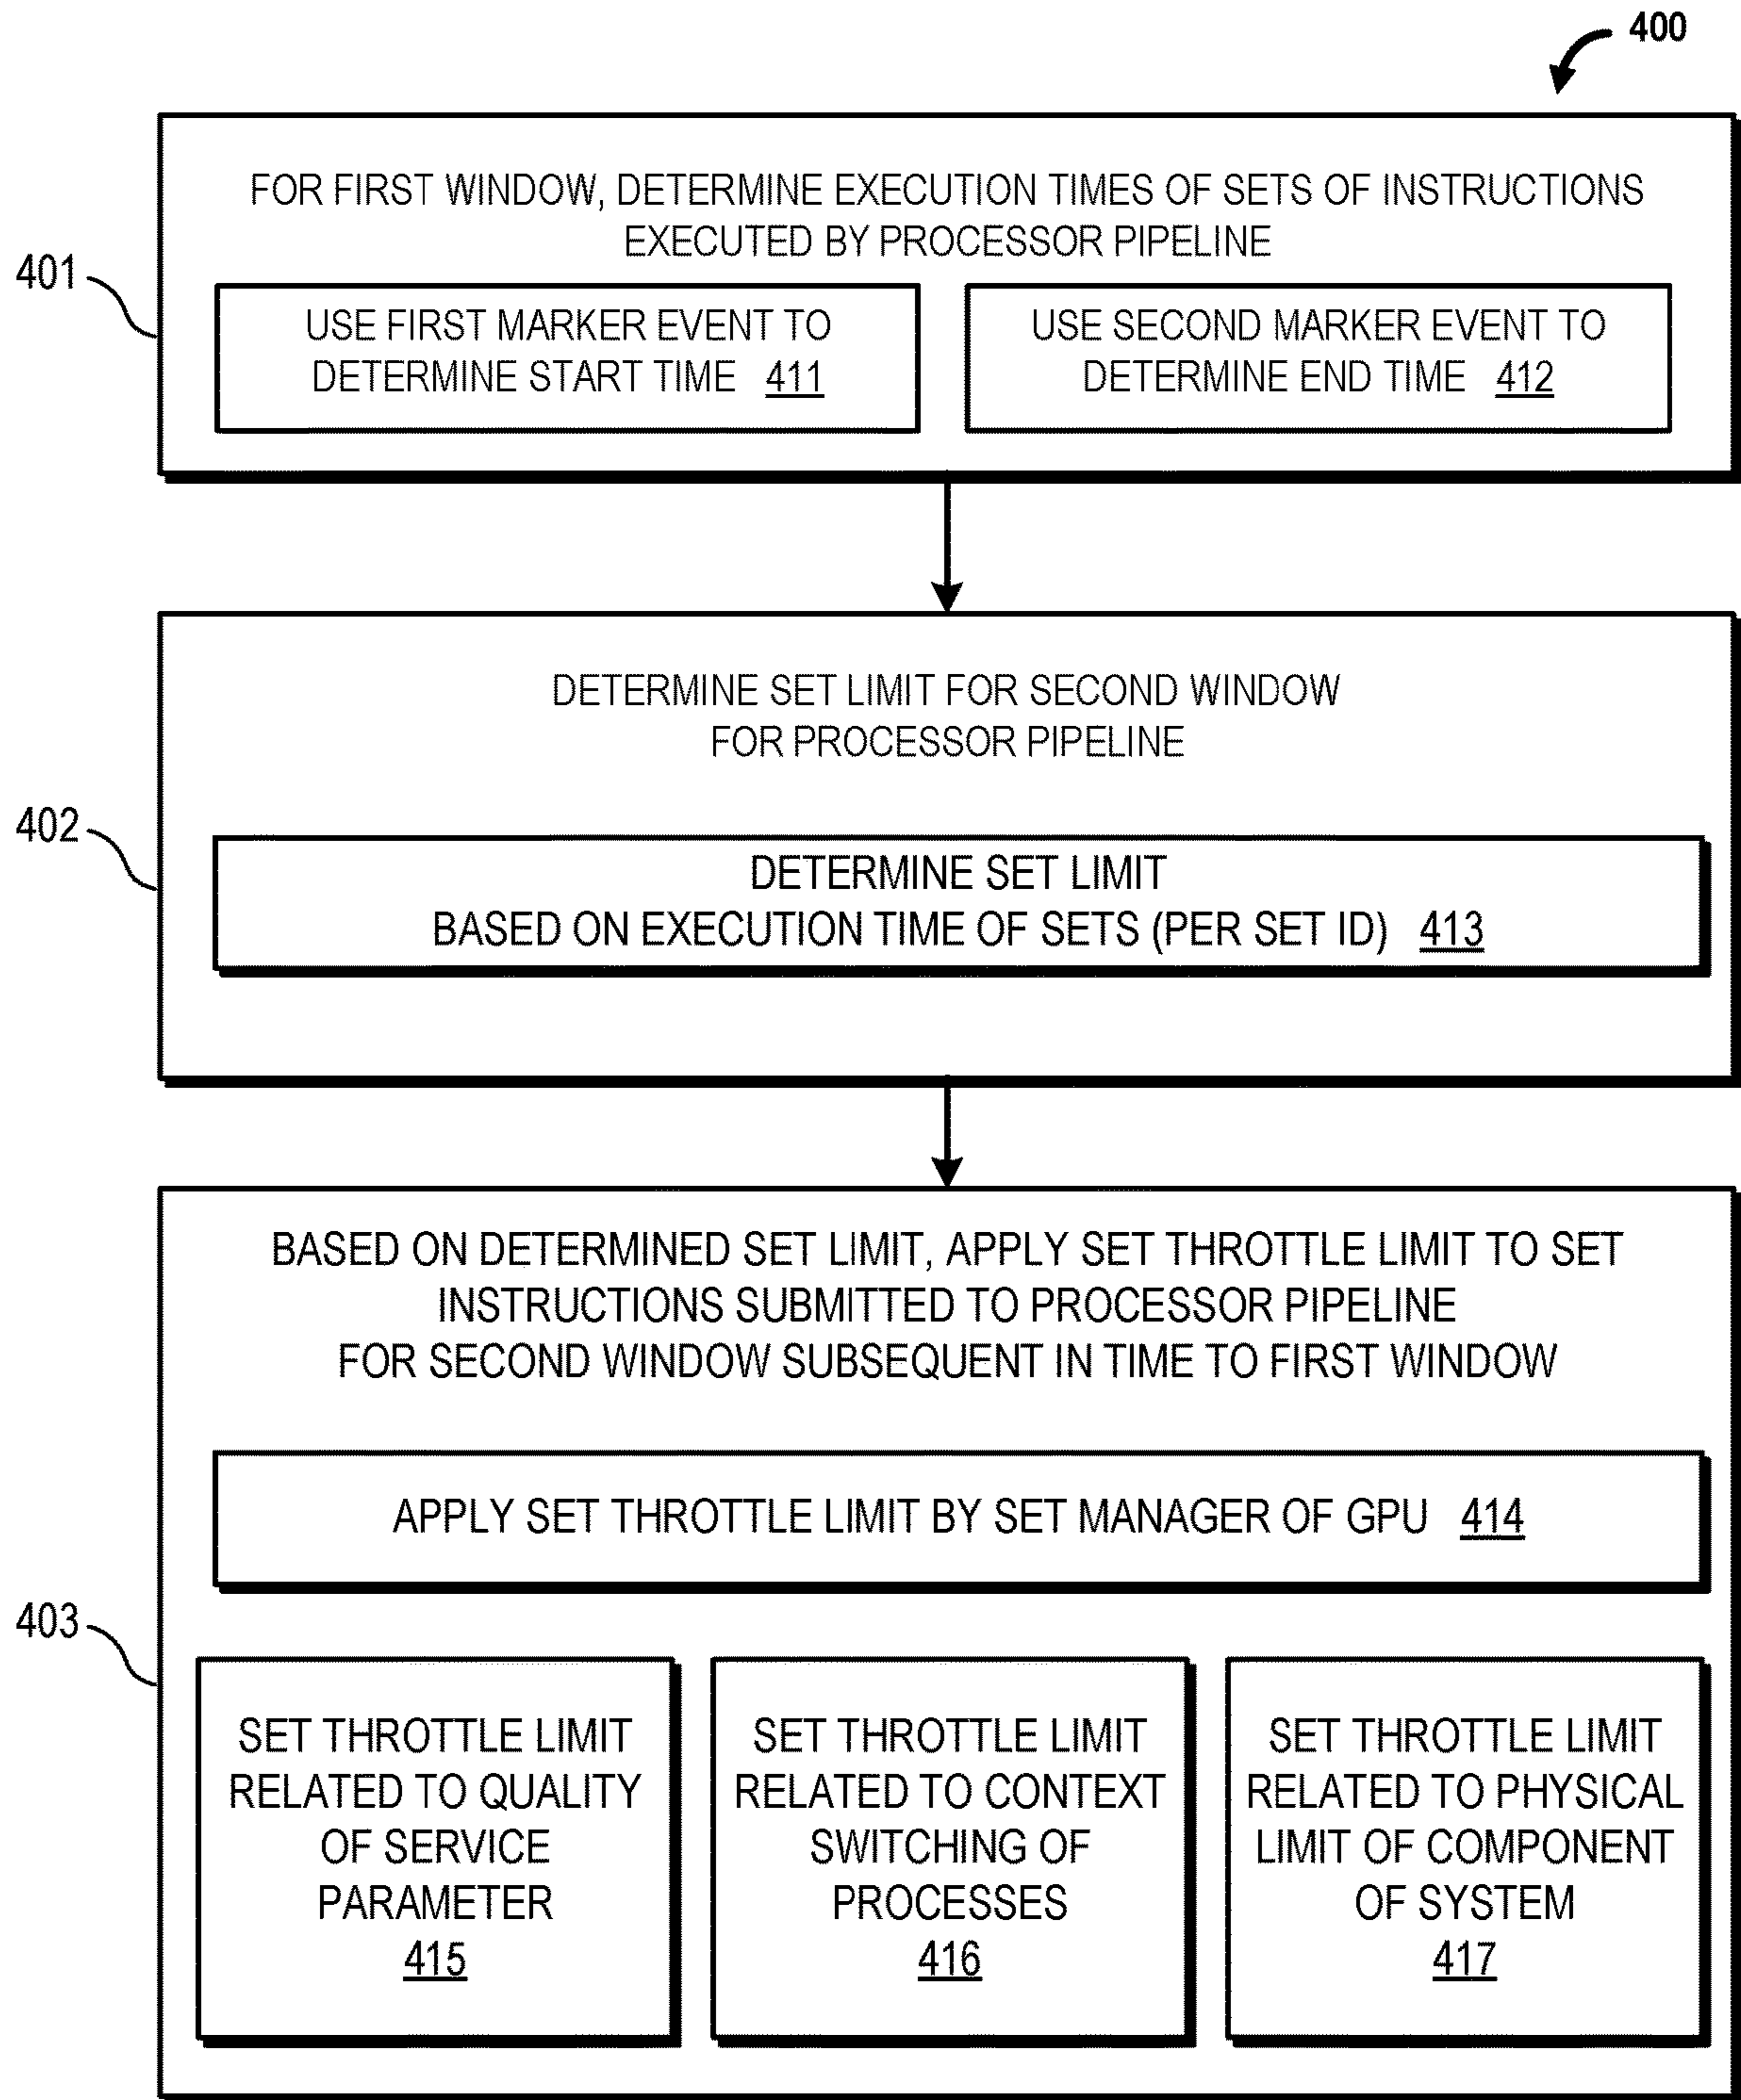 400
FOR FIRST WINDOW, DETERMINE EXECUTION TIMES OF SETS OF INSTRUCTIONS
EXECUTED BY PROCESSOR PIPELINE
401
USE FIRST MARKER EVENT TO
DETERMINE START TIME 411
USE SECOND MARKER EVENT TO
DETERMINE END TIME 412
DETERMINE SET LIMIT FOR SECOND WINDOW
FOR PROCESSOR PIPELINE
402
DETERMINE SET LIMIT
BASED ON EXECUTION TIME OF SETS (PER SET ID) 413
BASED ON DETERMINED SET LIMIT, APPLY SET THROTTLE LIMIT TO SET
INSTRUCTIONS SUBMITTED TO PROCESSOR PIPELINE
FOR SECOND WINDOW SUBSEQUENT IN TIME TO FIRST WINDOW
APPLY SET THROTTLE LIMIT BY SET MANAGER OF GPU 414
403
SET THROTTLE LIMIT
RELATED TO QUALITY
OF SERVICE
PARAMETER
415
SET THROTTLE LIMIT
RELATED TO CONTEXT
SWITCHING OF
PROCESSES
416
SET THROTTLE LIMIT
RELATED TO PHYSICAL
LIMIT OF COMPONENT
OF SYSTEM
417